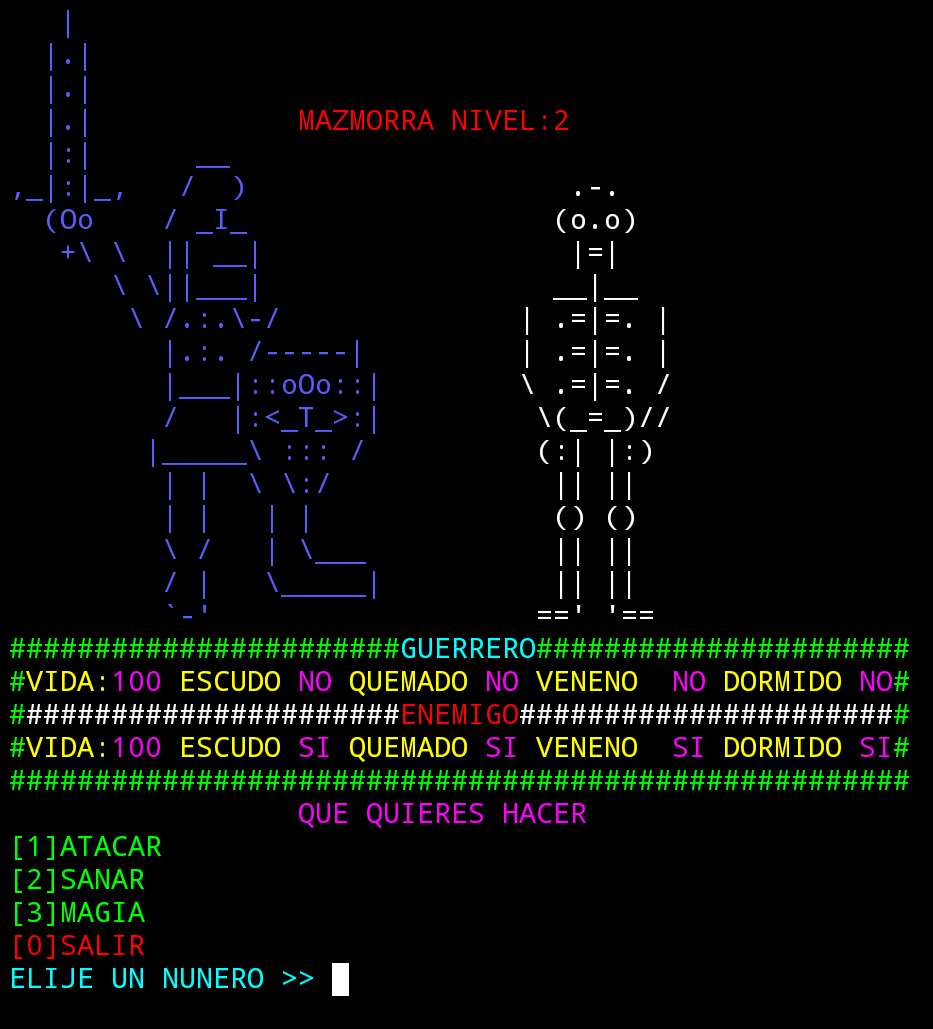 MAZMORRA NIVEL:2
#######################GUERRERO######################
#VIDA:100 ESCUDO NO QUEMADO NO VENENO  NO DORMIDO NO#
#######################ENEMIGO#######################
#VIDA:100 ESCUDO SI QUEMADO SI VENENO  SI DORMIDO SI#
#####################################################
QUE QUIERES HACER
[1]ATACAR
[2]SANAR
[3]MAGIA
[0]SALIR
ELIJE UN NUNERO >>